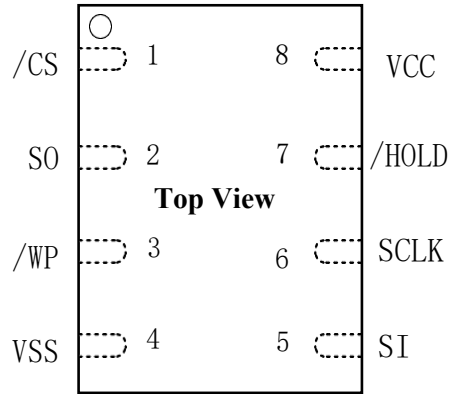 /CS 1 8 VCC
SO 2 7 /HOLD
Top View
/WP 3 6 SCLK
VSS 4 5 SI